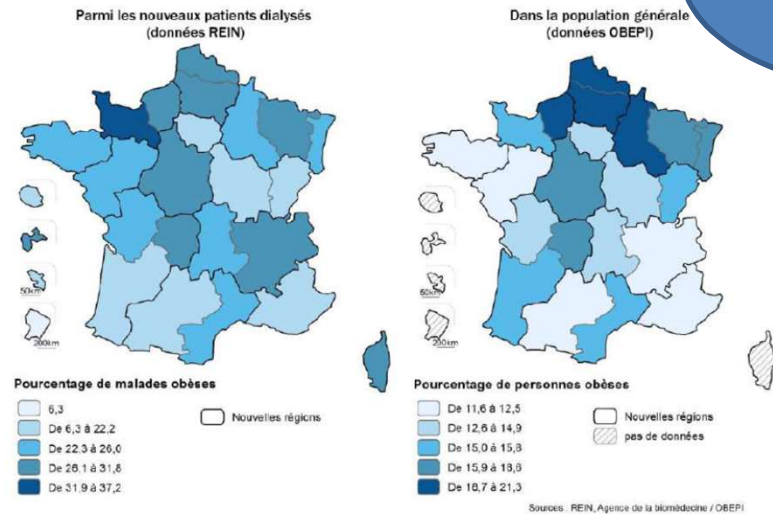 Parmi les nouveaux patients dialysés
(données REIN)
Dans la population générale
(données OBEPI)
50km
200km
50km
200km
Pourcentage de malades obèses
6,3
De 6,3 à 22,2
De 22,3 à 26,0
De 26,1 à 31,8
De 31,9 à 37,2
Nouvelles régions
Pourcentage de personnes obèses
De 11,6 à 12,5
De 12,6 à 14,9
De 15,0 à 15,8
De 15,9 à 18,6
De 18,7 à 21,3
Nouvelles régions
pas de données
Sources : REIN, Agence de la biomédecine / OBEPI